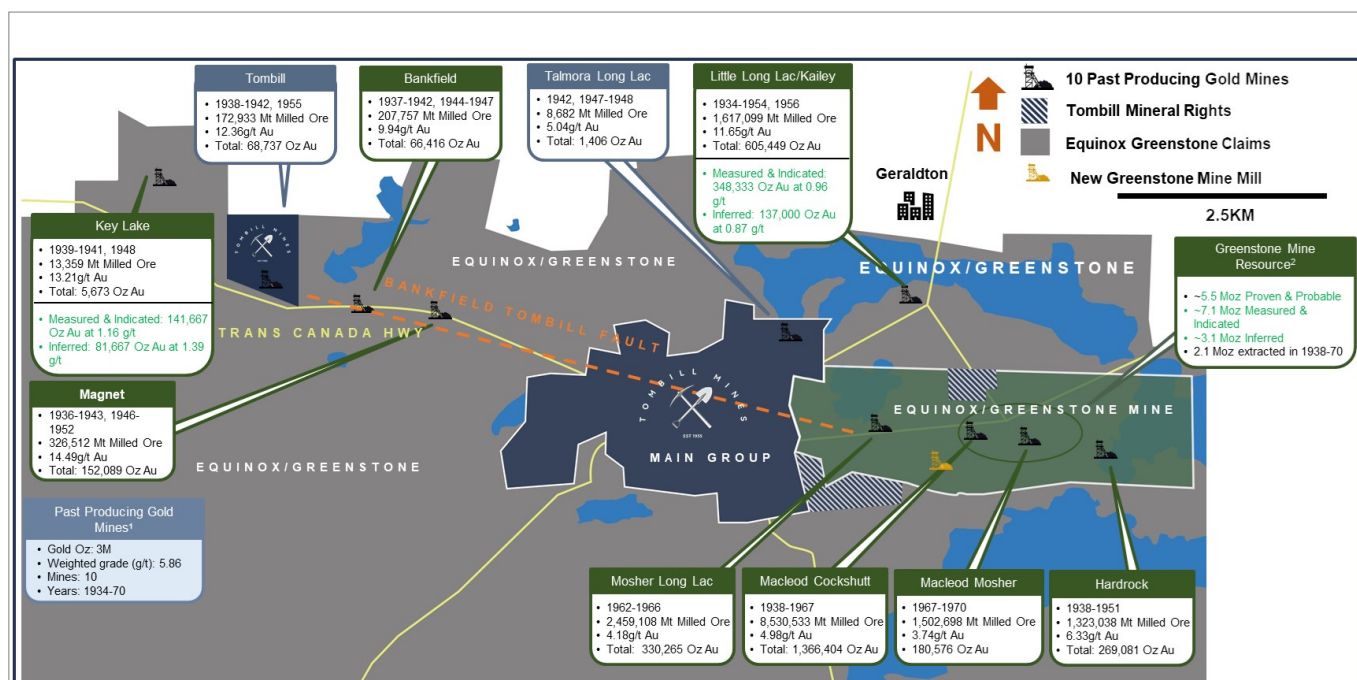 Tombill
• 1938-1942, 1955
• 172,933 Mt Milled Ore
• 12.36g/t Au
• Total: 68,737 Oz Au
Bankfield
• 1937-1942, 1944-1947
• 207,757 Mt Milled Ore
• 9.94g/t Au
• Total: 66,416 Oz Au
Talmora Long Lac
• 1942, 1947-1948
• 8,682 Mt Milled Ore
• 5.04g/t Au
• Total: 1,406 Oz Au
Little Long Lac/Kailey
• 1934-1954, 1956
• 1,617,099 Mt Milled Ore
• 11.65g/t Au
• Total: 605,449 Oz Au
• Measured & Indicated:
348,333 Oz Au at 0.96
g/t
• Inferred: 137,000 Oz Au
at 0.87 g/t
N
10 Past Producing Gold Mines
Tombill Mineral Rights
Equinox Greenstone Claims
New Greenstone Mine Mill
2.5KM
Geraldton
Key Lake
• 1939-1941, 1948
• 13,359 Mt Milled Ore
• 13.21g/t Au
• Total: 5,673 Oz Au
• Measured & Indicated: 141,667
Oz Au at 1.16 g/t
• Inferred: 81,667 Oz Au at 1.39
g/t
TOMBILL MINES
EQUINOX/GREENSTONE
EQUINOX/GREENSTONE
Greenstone Mine
Resource²
• ~5.5 Moz Proven & Probable
• ~7.1 Moz Measured &
Indicated
• ~3.1 Moz Inferred
• 2.1 Moz extracted in 1938-70
BANKFIELD TOMBILL FAULT
TRANS CANADA HWY
Magnet
• 1936-1943, 1946-
1952
• 326,512 Mt Milled Ore
• 14.49g/t Au
• Total: 152,089 Oz Au
EQUINOX/GREENSTONE
TOMBILL MINES
EST 1935
MAIN GROUP
EQUINOX/GREENSTONE MINE
Past Producing Gold
Mines¹
• Gold Oz: 3M
• Weighted grade (g/t): 5.86
• Mines: 10
• Years: 1934-70
Mosher Long Lac
• 1962-1966
• 2,459,108 Mt Milled Ore
• 4.18g/t Au
• Total: 330,265 Oz Au
Macleod Cockshutt
• 1938-1967
• 8,530,533 Mt Milled Ore
• 4.98g/t Au
• Total: 1,366,404 Oz Au
Macleod Mosher
• 1967-1970
• 1,502,698 Mt Milled Ore
• 3.74g/t Au
• 180,576 Oz Au
Hardrock
• 1938-1951
• 1,323,038 Mt Milled Ore
• 6.33g/t Au
• Total: 269,081 Oz Au